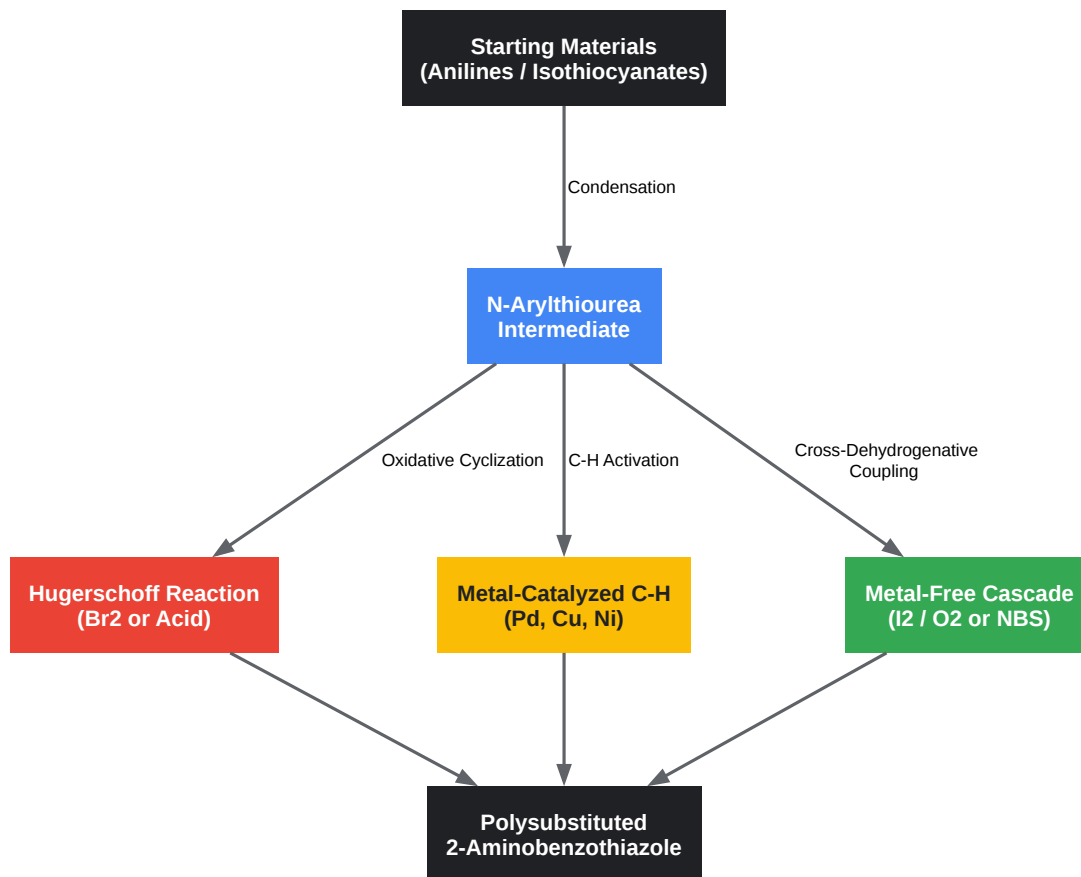 Starting Materials
(Anilines / Isothiocyanates)
Condensation
N-Arylthiourea
Intermediate
Oxidative Cyclization
C-H Activation
Cross-Dehydrogenative
Coupling
Hugerschoff Reaction
(Br2 or Acid)
Metal-Catalyzed C-H
(Pd, Cu, Ni)
Metal-Free Cascade
(I2 / O2 or NBS)
Polysubstituted
2-Aminobenzothiazole